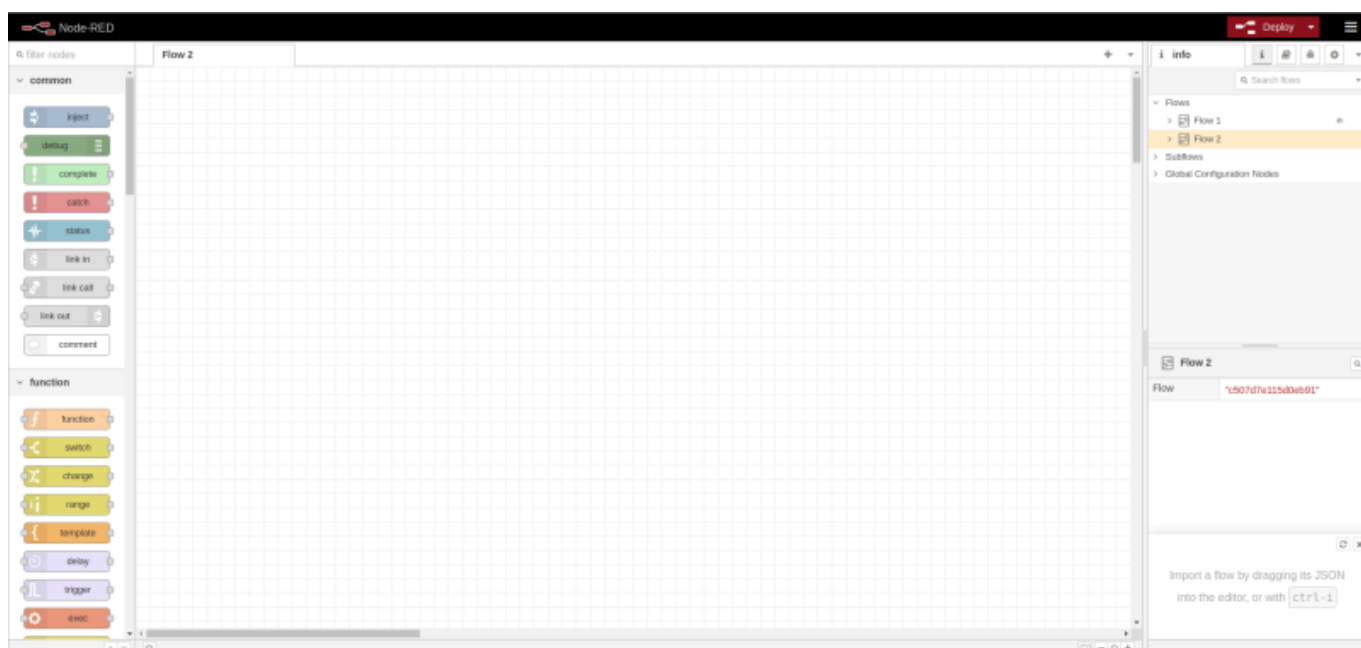 Node-RED
Deploy
filter nodes
Flow 2
info
common
Search flows
inject
debug
complete
catch
status
link in
link call
link out
comment
function
function
switch
change
range
template
delay
trigger
exec
Flows
Flow 1
Flow 2
Subflows
Global Configuration Nodes
Flow 2
Flow "c507d7e115d0eb91"
Import a flow by dragging its JSON
into the editor, or with ctrl-i